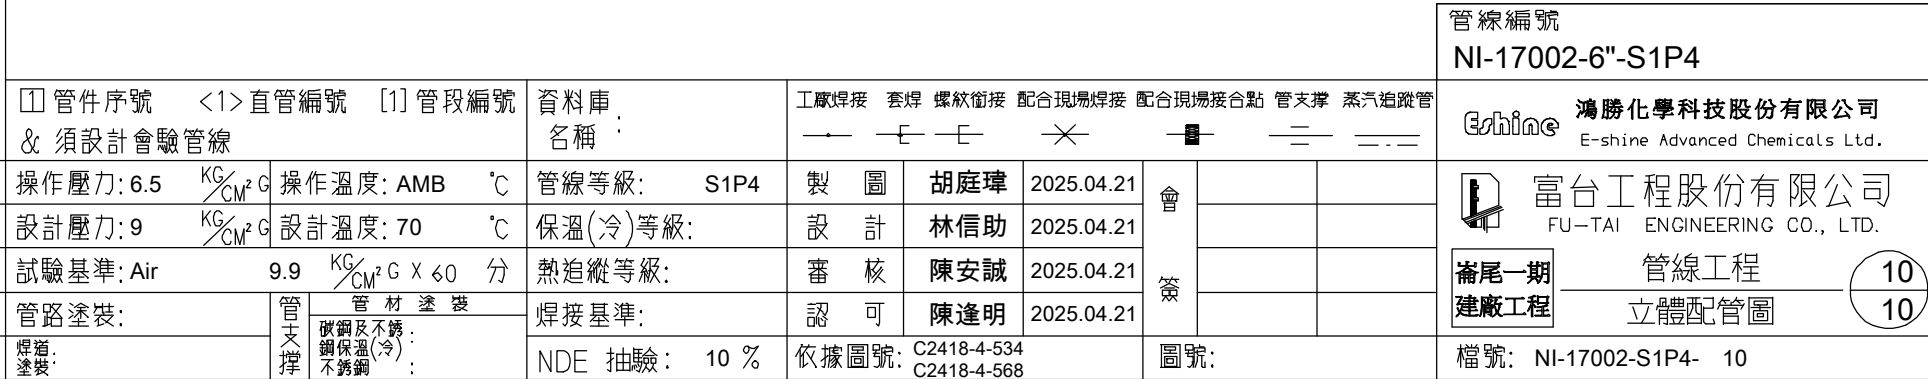 管線編號
NI-17002-6"-S1P4
1 管件序號 <1>直管編號 [1]管段編號
& 須設計會驗管線
資料庫名稱:
工廠焊接 套焊 螺紋銜接 配合現場焊接 配合現場接合點 管支撐 蒸汽追蹤管
Eshine 鴻勝化學科技股份有限公司
E-shine Advanced Chemicals Ltd.
操作壓力: 6.5 KG/CM² G 操作溫度: AMB ℃ 管線等級: S1P4 製圖 胡庭瑋 2025.04.21
設計壓力: 9 KG/CM² G 設計溫度: 70 ℃ 保溫(冷)等級: 設計 林信助 2025.04.21
試驗基準: Air 9.9 KG/CM² G X 60 分 熱追縱等級: 審核 陳安誠 2025.04.21
管路塗裝: 管支撐 管材塗裝 焊接基準: 認可 陳逢明 2025.04.21
會簽
碳鋼及不銹鋼保溫(冷):
不銹鋼:
焊道塗裝:
NDE 抽驗: 10 %
依據圖號: C2418-4-534
C2418-4-568
圖號:
富台工程股份有限公司
FU-TAI ENGINEERING CO., LTD.
崙尾一期
建廠工程
管線工程
立體配管圖
10
10
檔號: NI-17002-S1P4- 10